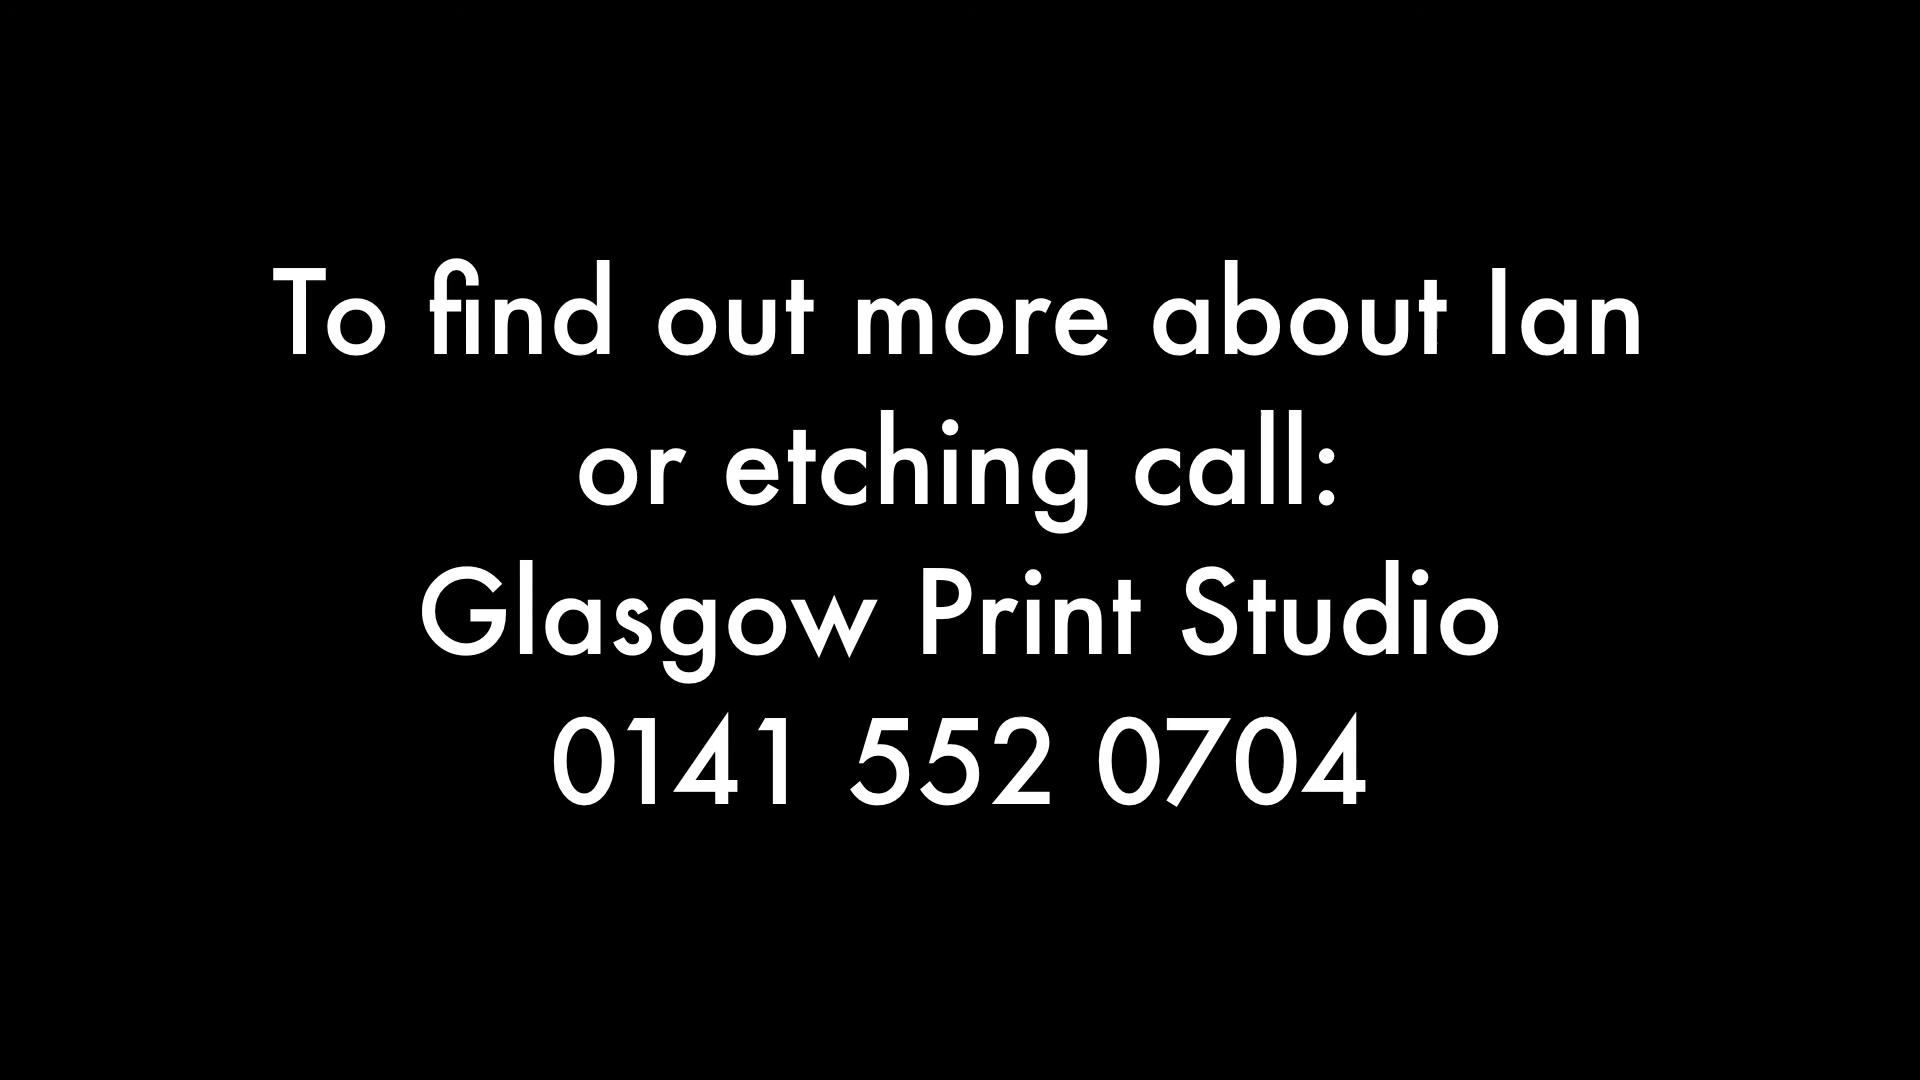 To find out more about Ian
or etching call:
Glasgow Print Studio
0141 552 0704